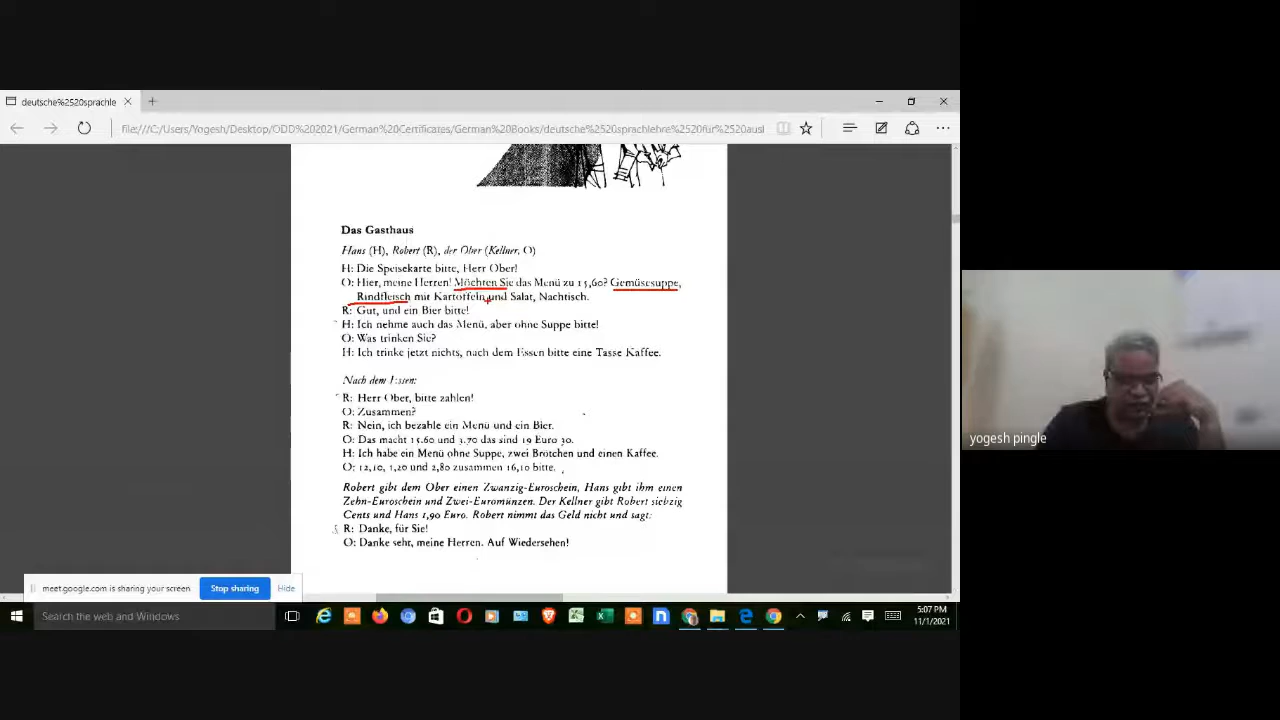 deutsche%2520sprachle
file:///C:/Users/Yogesh/Desktop/ODD%202021/German%20Certificates/German%20Books/deutsche%2520sprachlehre%2520für%2520ausl
Das Gasthaus
Hans (H), Robert (R), der Ober (Kellner, O)
H: Die Speisekarte bitte, Herr Ober!
O: Hier, meine Herren! Möchten Sie das Menü zu 15,60? Gemüsesuppe,
Rindfleisch mit Kartoffeln und Salat, Nachtisch.
R: Gut, und ein Bier bitte!
H: Ich nehme auch das Menü, aber ohne Suppe bitte!
O: Was trinken Sie?
H: Ich trinke jetzt nichts, nach dem Essen bitte eine Tasse Kaffee.
Nach dem Essen:
R: Herr Ober, bitte zahlen!
O: Zusammen?
R: Nein, ich bezahle ein Menü und ein Bier.
O: Das macht 15.60 und 3.70 das sind 19 Euro 30.
H: Ich habe ein Menü ohne Suppe, zwei Brötchen und einen Kaffee.
O: 12,10, 1,20 und 2,80 zusammen 16,10 bitte.
Robert gibt dem Ober einen Zwanzig-Euroschein, Hans gibt ihm einen
Zehn-Euroschein und Zwei-Euromünzen. Der Kellner gibt Robert siebzig
Cents und Hans 1,90 Euro. Robert nimmt das Geld nicht und sagt:
R: Danke, für Sie!
O: Danke sehr, meine Herren. Auf Wiedersehen!
yogesh pingle
meet.google.com is sharing your screen
Stop sharing
Hide
Search the web and Windows
5:07 PM
11/1/2021